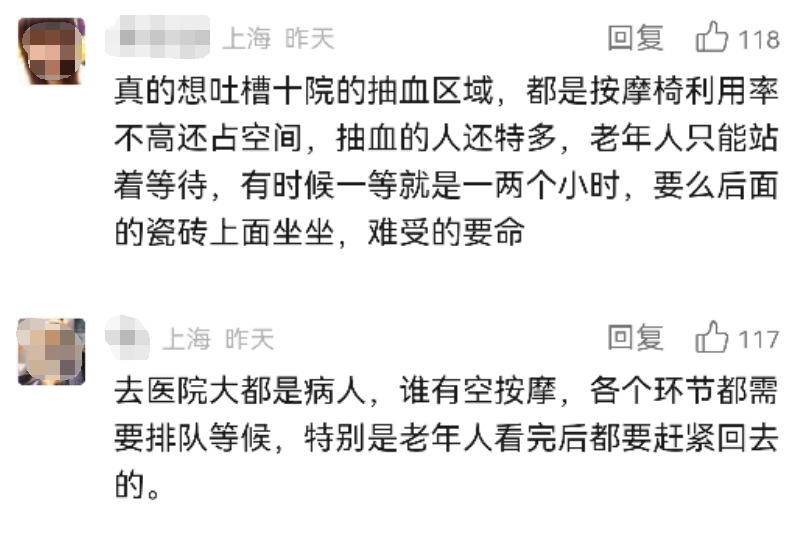 上海 昨天 回复 118
真的想吐槽十院的抽血区域，都是按摩椅利用率
不高还占空间，抽血的人还特多，老年人只能站
着等待，有时候一等就是一两个小时，要么后面
的瓷砖上面坐坐，难受的要命
上海 昨天 回复 117
去医院大都是病人，谁有空按摩，各个环节都需
要排队等候，特别是老年人看完后都要赶紧回去
的。